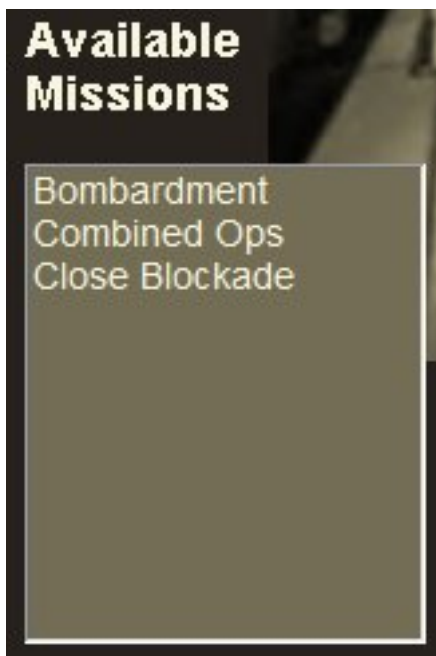 Available
Missions
Bombardment
Combined Ops
Close Blockade